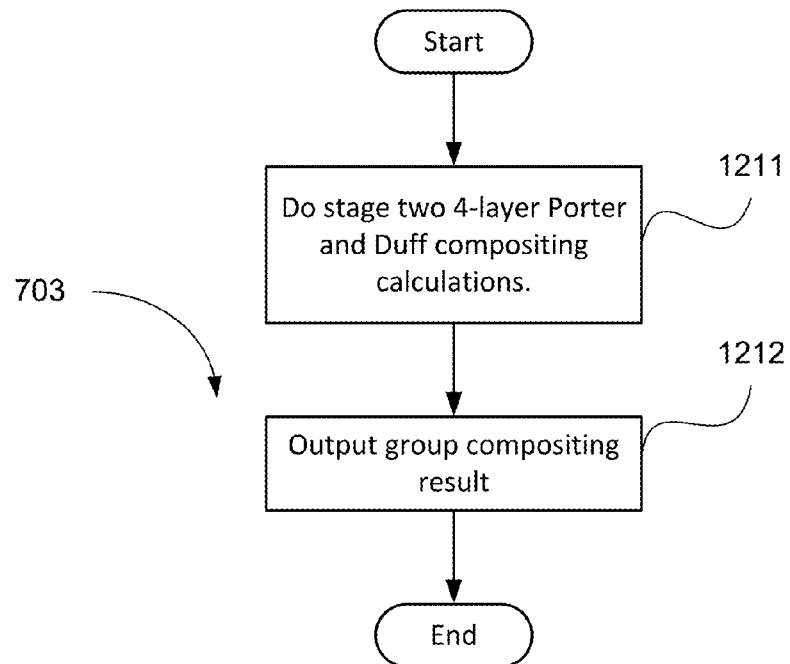 Start
1211
Do stage two 4-layer Porter
and Duff compositing
calculations.
703
1212
Output group compositing
result
End